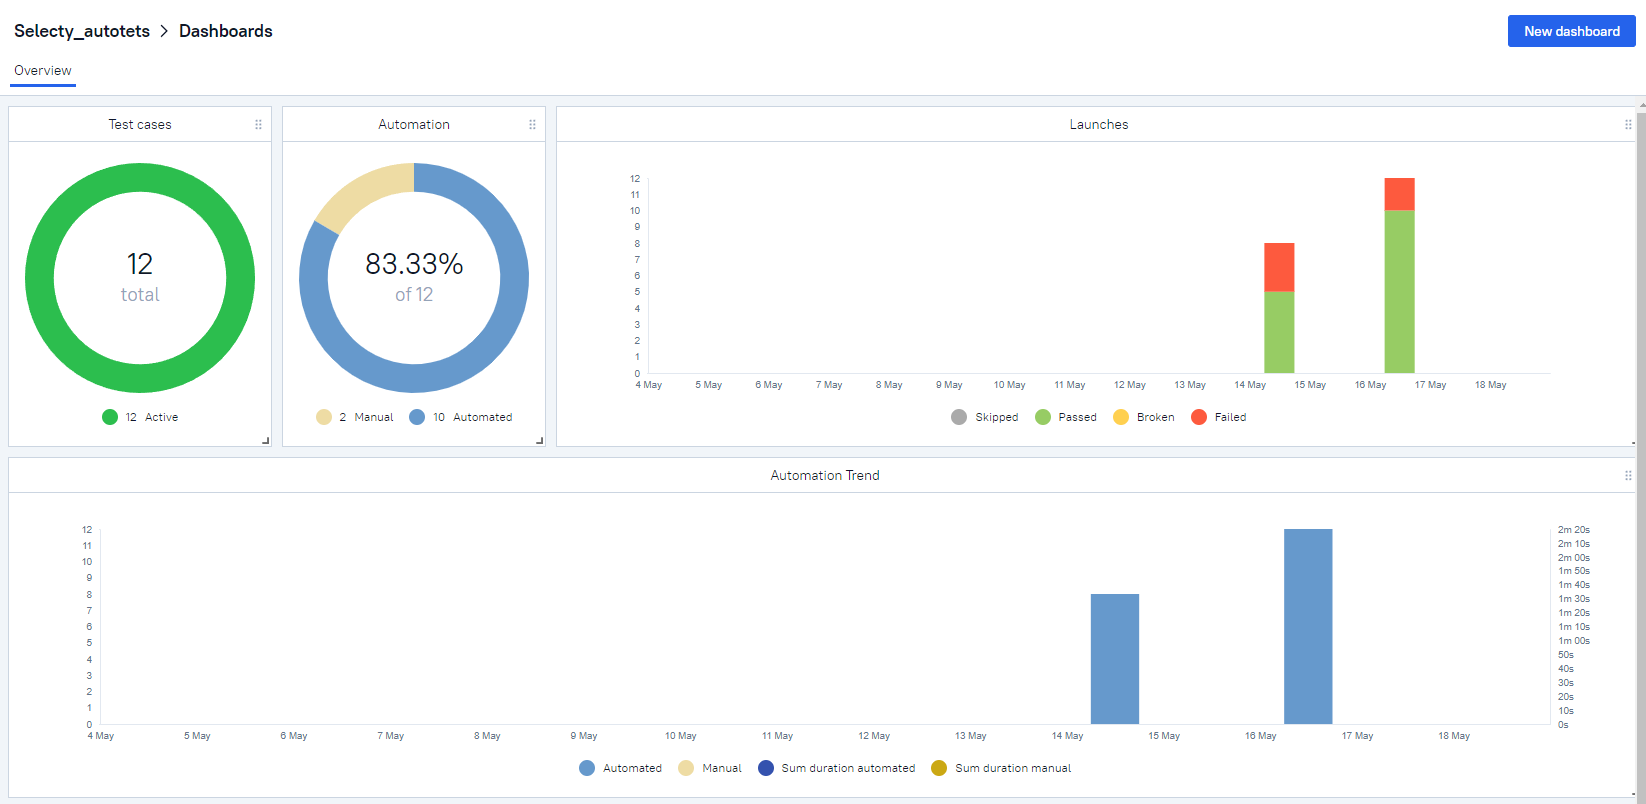 Selecty_autotets > Dashboards
New dashboard
Overview
Test cases
12
total
12 Active
Automation
83.33%
of 12
2 Manual 10 Automated
Launches
12
11
10
9
8
7
6
5
4
3
2
1
0
4 May 5 May 6 May 7 May 8 May 9 May 10 May 11 May 12 May 13 May 14 May 15 May 16 May 17 May 18 May
Skipped Passed Broken Failed
Automation Trend
12
11
10
9
8
7
6
5
4
3
2
1
0
2m 20s
2m 10s
2m 00s
1m 50s
1m 40s
1m 30s
1m 20s
1m 10s
1m 00s
50s
40s
30s
20s
10s
0s
4 May 5 May 6 May 7 May 8 May 9 May 10 May 11 May 12 May 13 May 14 May 15 May 16 May 17 May 18 May
Automated Manual Sum duration automated Sum duration manual